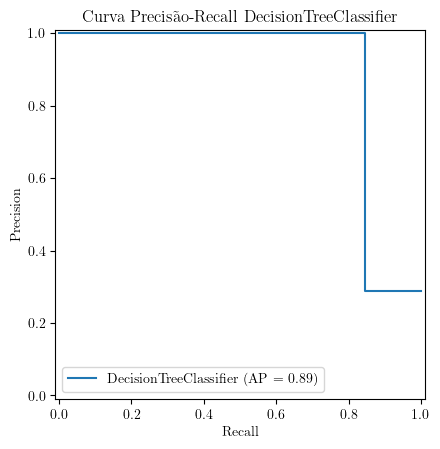 Curva Precisão-Recall DecisionTreeClassifier
1.0
0.8
0.6
0.4
0.2
0.0
Precision
DecisionTreeClassifier (AP = 0.89)
0.0 0.2 0.4 0.6 0.8 1.0
Recall